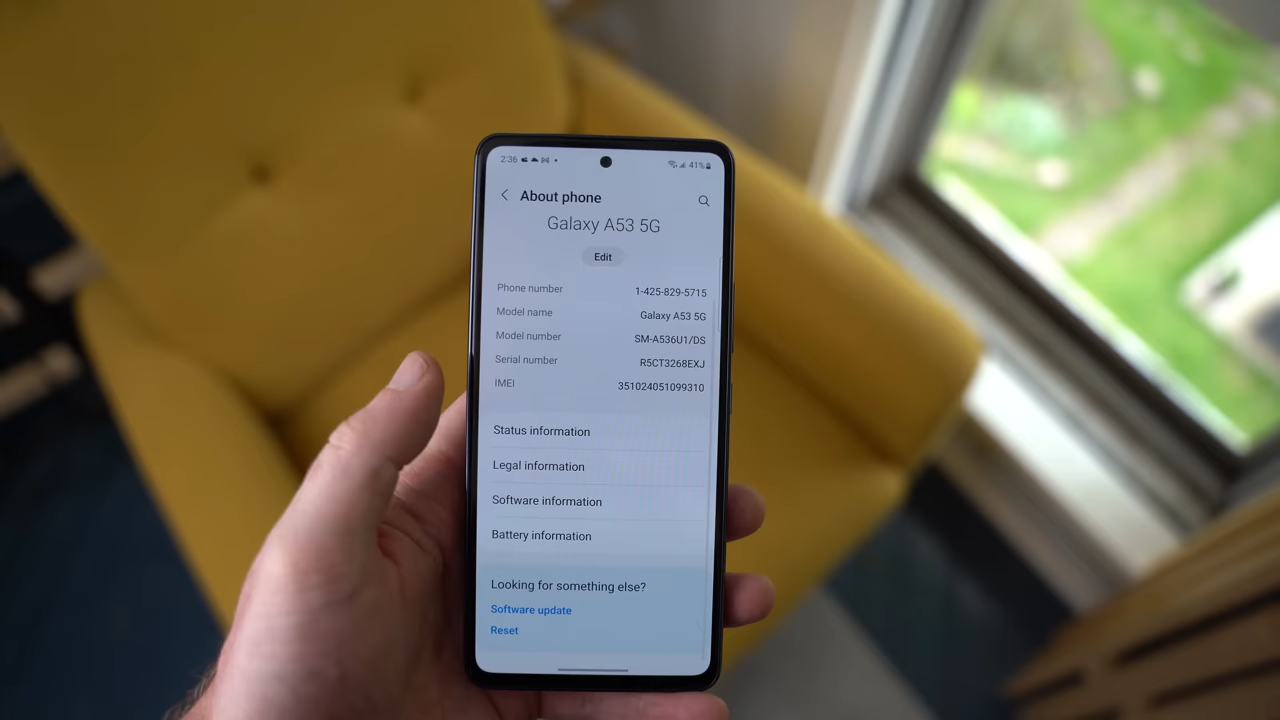 2:36 41%
About phone
Galaxy A53 5G
Edit
Phone number 1-425-829-5715
Model name Galaxy A53 5G
Model number SM-A536U1/DS
Serial number R5CT3268EXJ
IMEI 351024051099310
Status information
Legal information
Software information
Battery information
Looking for something else?
Software update
Reset